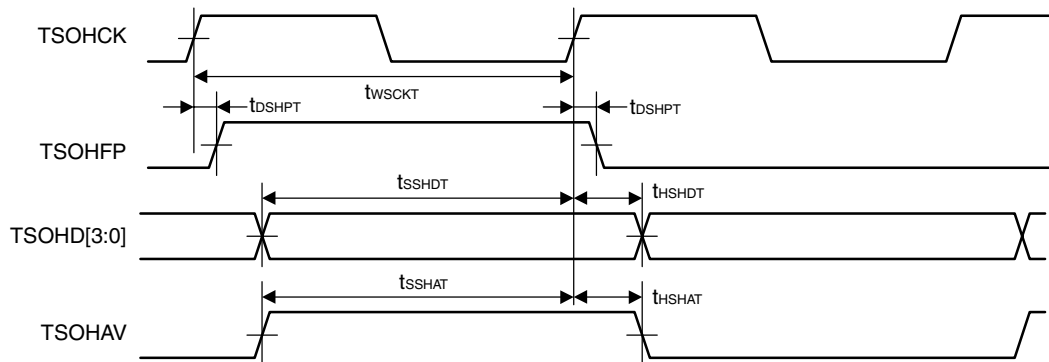 TSOHCK
tWSCKT
tDSHPT
tDSHPT
TSOHFP
tSSHDT
tHSHDT
TSOHD[3:0]
tSSHAT
tHSHAT
TSOHAV